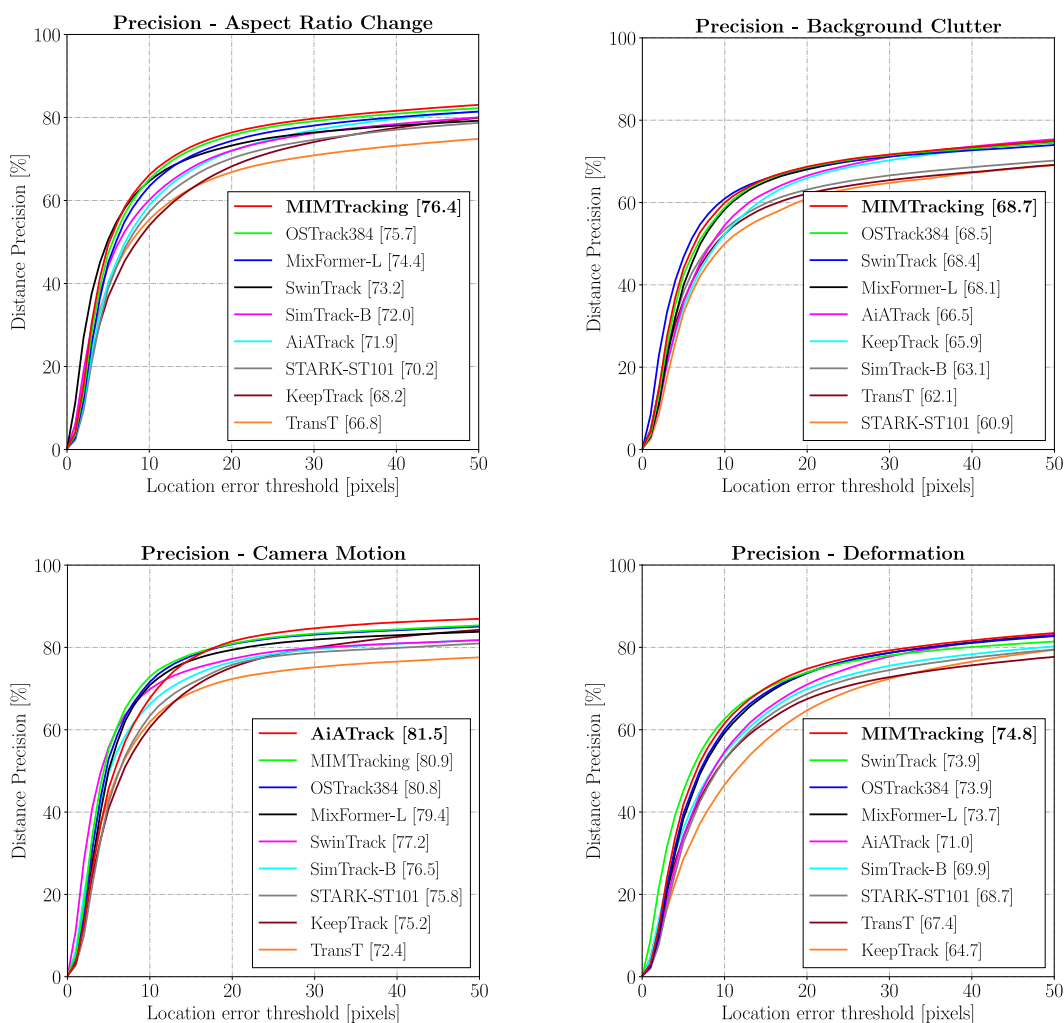 Precision - Aspect Ratio Change
Distance Precision [%]
100
80
60
40
20
0
MIMTracking [76.4]
OSTrack384 [75.7]
MixFormer-L [74.4]
SwinTrack [73.2]
SimTrack-B [72.0]
AiATrack [71.9]
STARK-ST101 [70.2]
KeepTrack [68.2]
TransT [66.8]
0 10 20 30 40 50
Location error threshold [pixels]
Precision - Background Clutter
Distance Precision [%]
100
80
60
40
20
0
MIMTracking [68.7]
OSTrack384 [68.5]
SwinTrack [68.4]
MixFormer-L [68.1]
AiATrack [66.5]
KeepTrack [65.9]
SimTrack-B [63.1]
TransT [62.1]
STARK-ST101 [60.9]
0 10 20 30 40 50
Location error threshold [pixels]
Precision - Camera Motion
Distance Precision [%]
100
80
60
40
20
0
AiATrack [81.5]
MIMTracking [80.9]
OSTrack384 [80.8]
MixFormer-L [79.4]
SwinTrack [77.2]
SimTrack-B [76.5]
STARK-ST101 [75.8]
KeepTrack [75.2]
TransT [72.4]
0 10 20 30 40 50
Location error threshold [pixels]
Precision - Deformation
Distance Precision [%]
100
80
60
40
20
0
MIMTracking [74.8]
SwinTrack [73.9]
OSTrack384 [73.9]
MixFormer-L [73.7]
AiATrack [71.0]
SimTrack-B [69.9]
STARK-ST101 [68.7]
TransT [67.4]
KeepTrack [64.7]
0 10 20 30 40 50
Location error threshold [pixels]